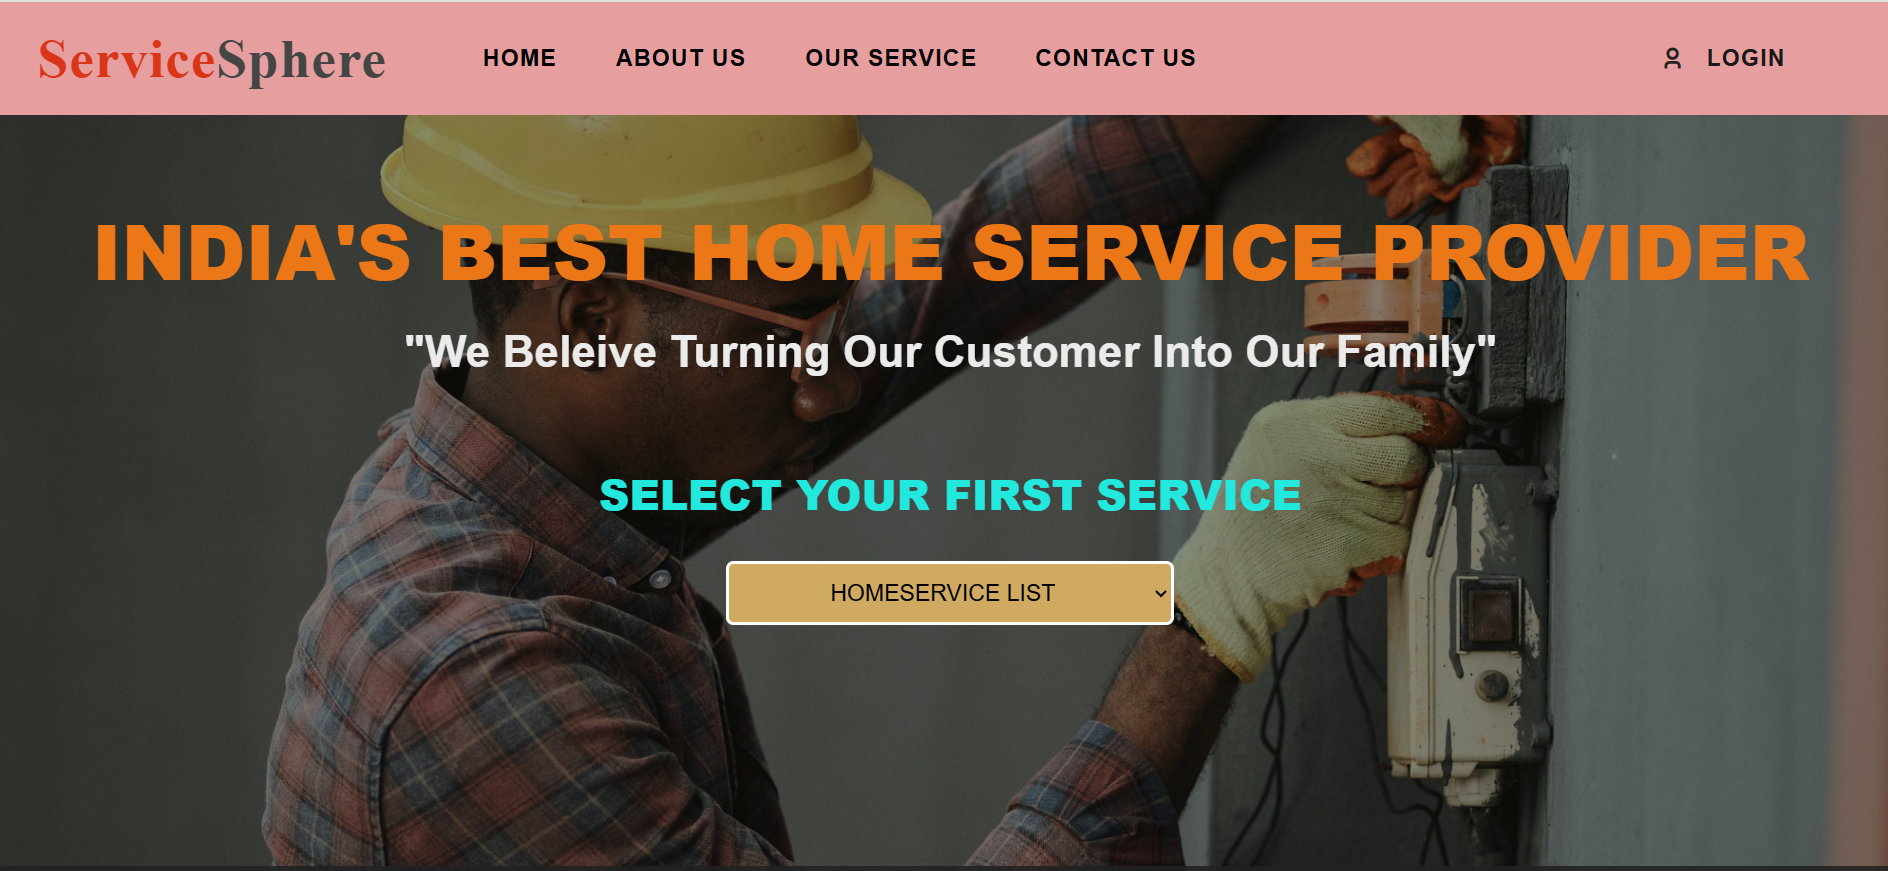 ServiceSphere HOME ABOUT US OUR SERVICE CONTACT US LOGIN
INDIA'S BEST HOME SERVICE PROVIDER
"We Beleive Turning Our Customer Into Our Family"
SELECT YOUR FIRST SERVICE
HOMESERVICE LIST